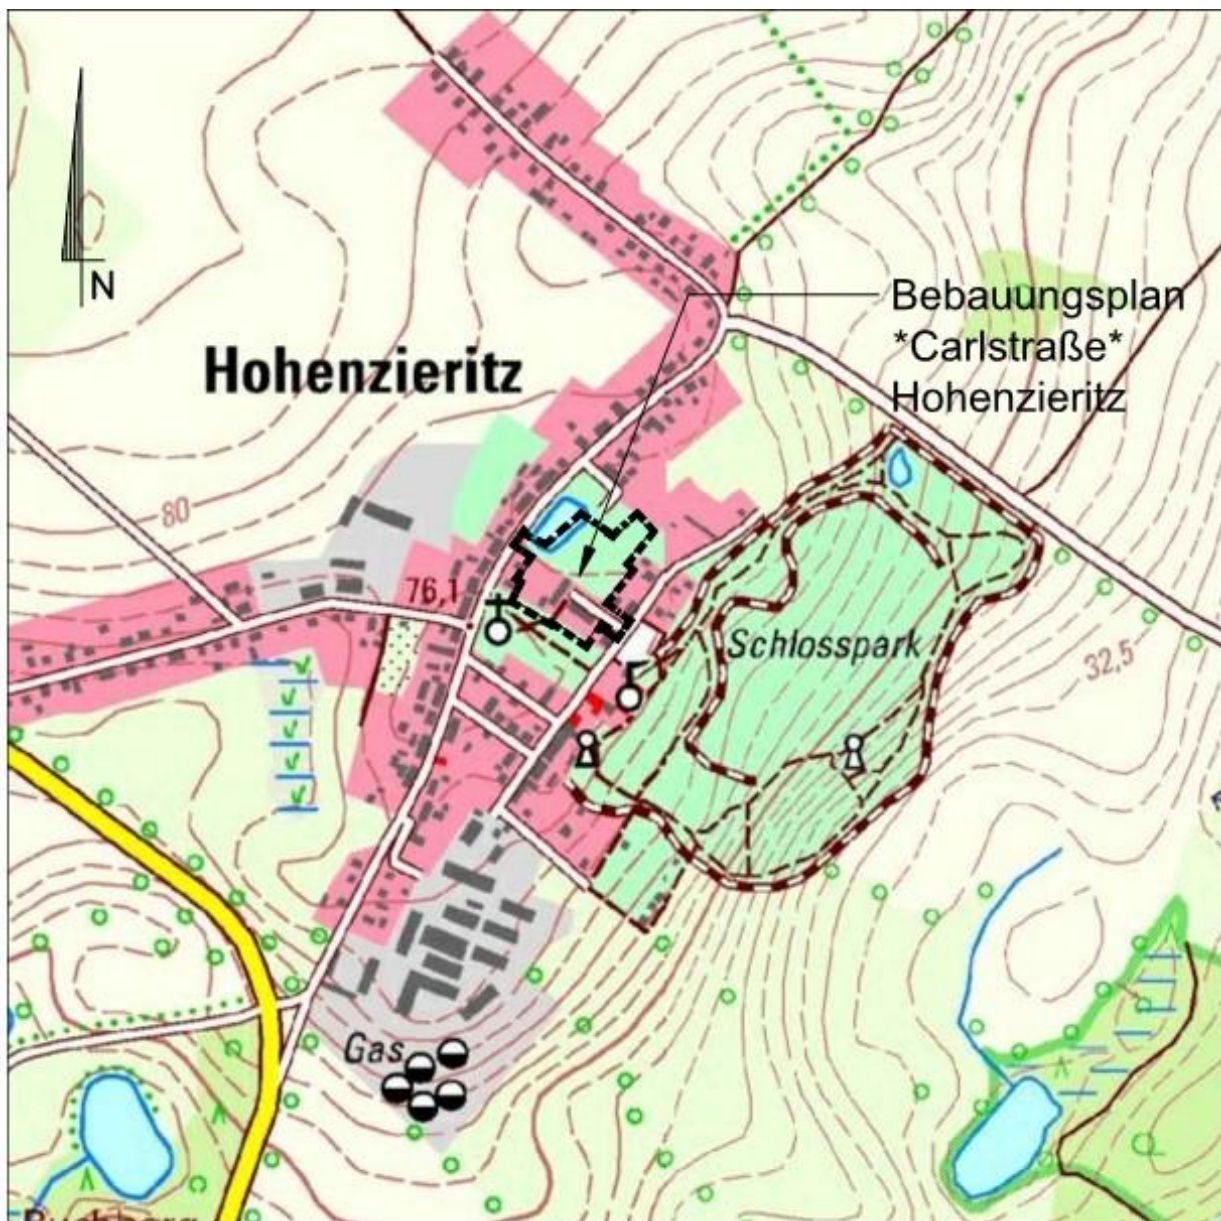 N
Bebauungsplan
*Carlstraße*
Hohenzieritz
Hohenzieritz
80
76,1
Schlosspark
32,5
Gas